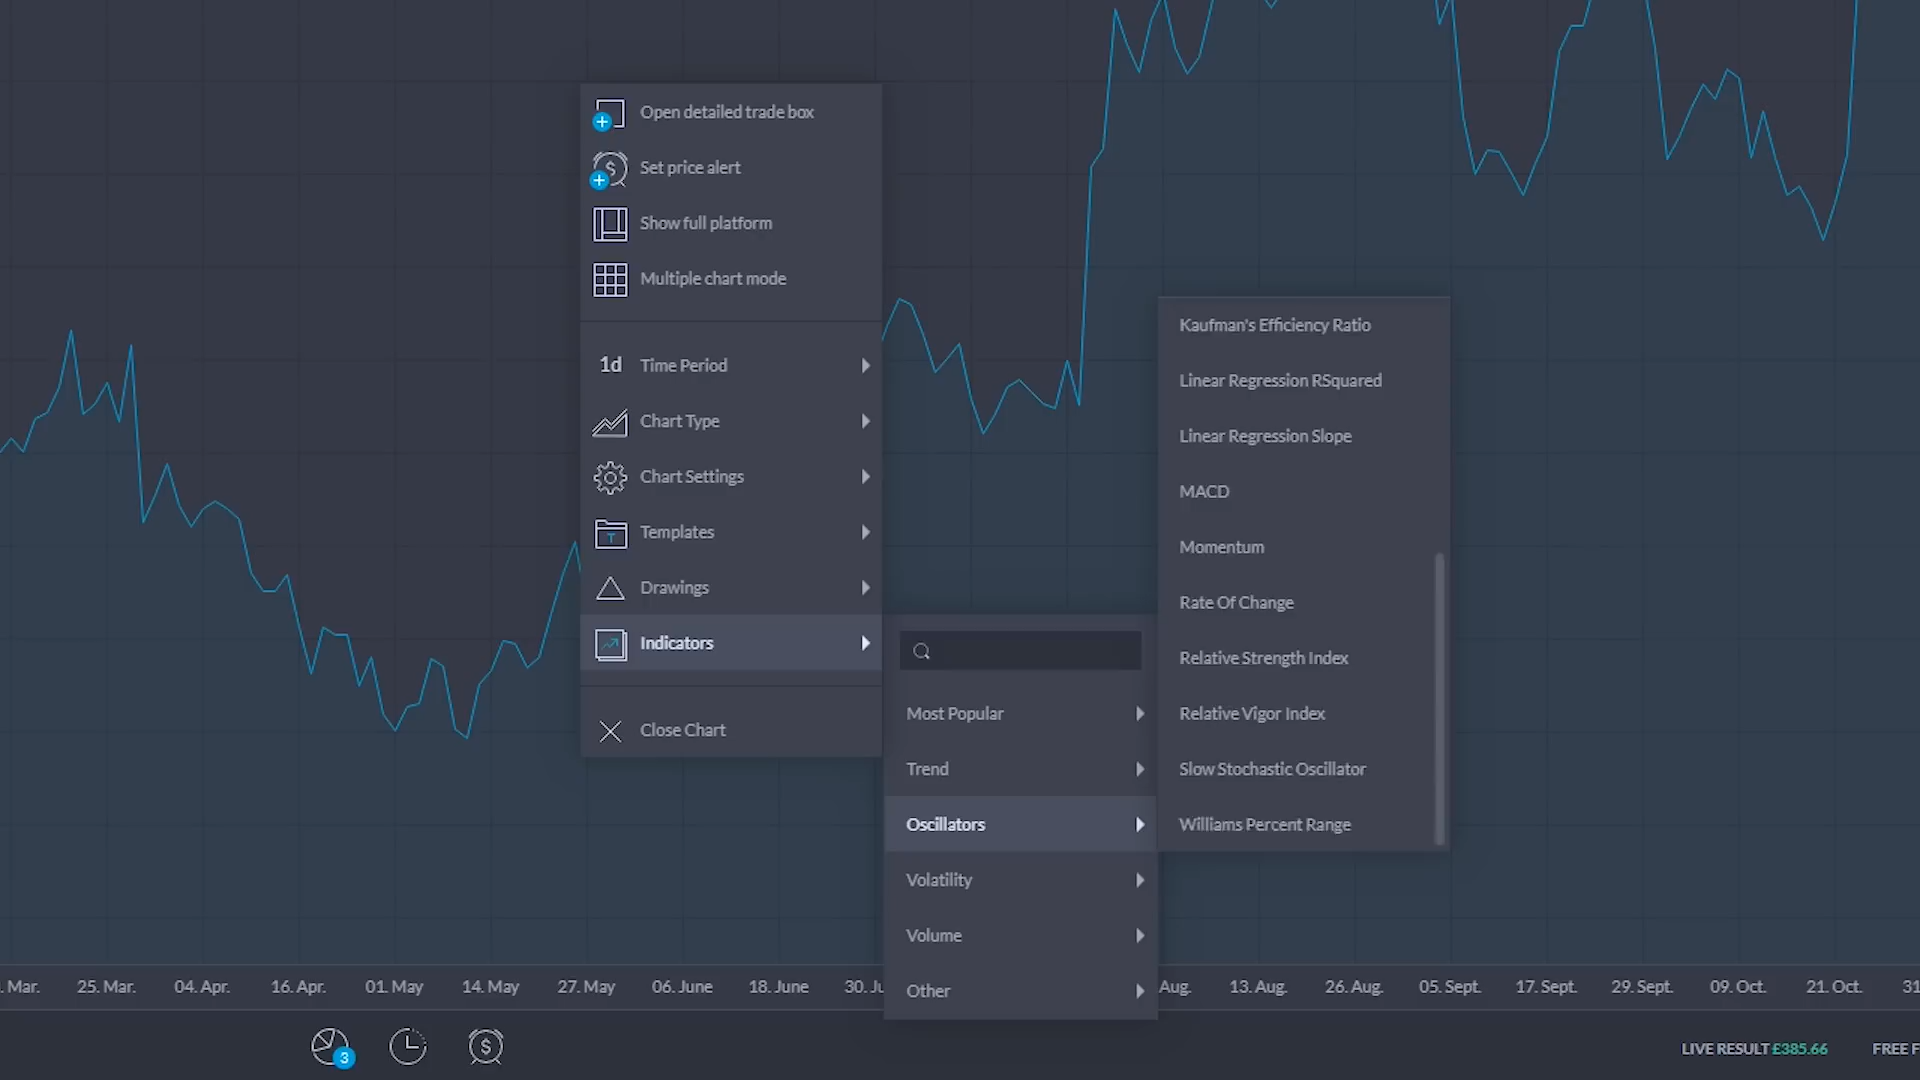 Open detailed trade box
Set price alert
Show full platform
Multiple chart mode
1d Time Period
Chart Type
Chart Settings
T Templates
Drawings
Indicators
Close Chart
Most Popular
Trend
Oscillators
Volatility
Volume
Other
Kaufman's Efficiency Ratio
Linear Regression RSquared
Linear Regression Slope
MACD
Momentum
Rate Of Change
Relative Strength Index
Relative Vigor Index
Slow Stochastic Oscillator
Williams Percent Range
. Mar. 25. Mar. 04. Apr. 16. Apr. 01. May 14. May 27. May 06. June 18. June 30. Ju Aug. 13. Aug. 26. Aug. 05. Sept. 17. Sept. 29. Sept. 09. Oct. 21. Oct. 31
3
LIVE RESULT £385.66 FREE F